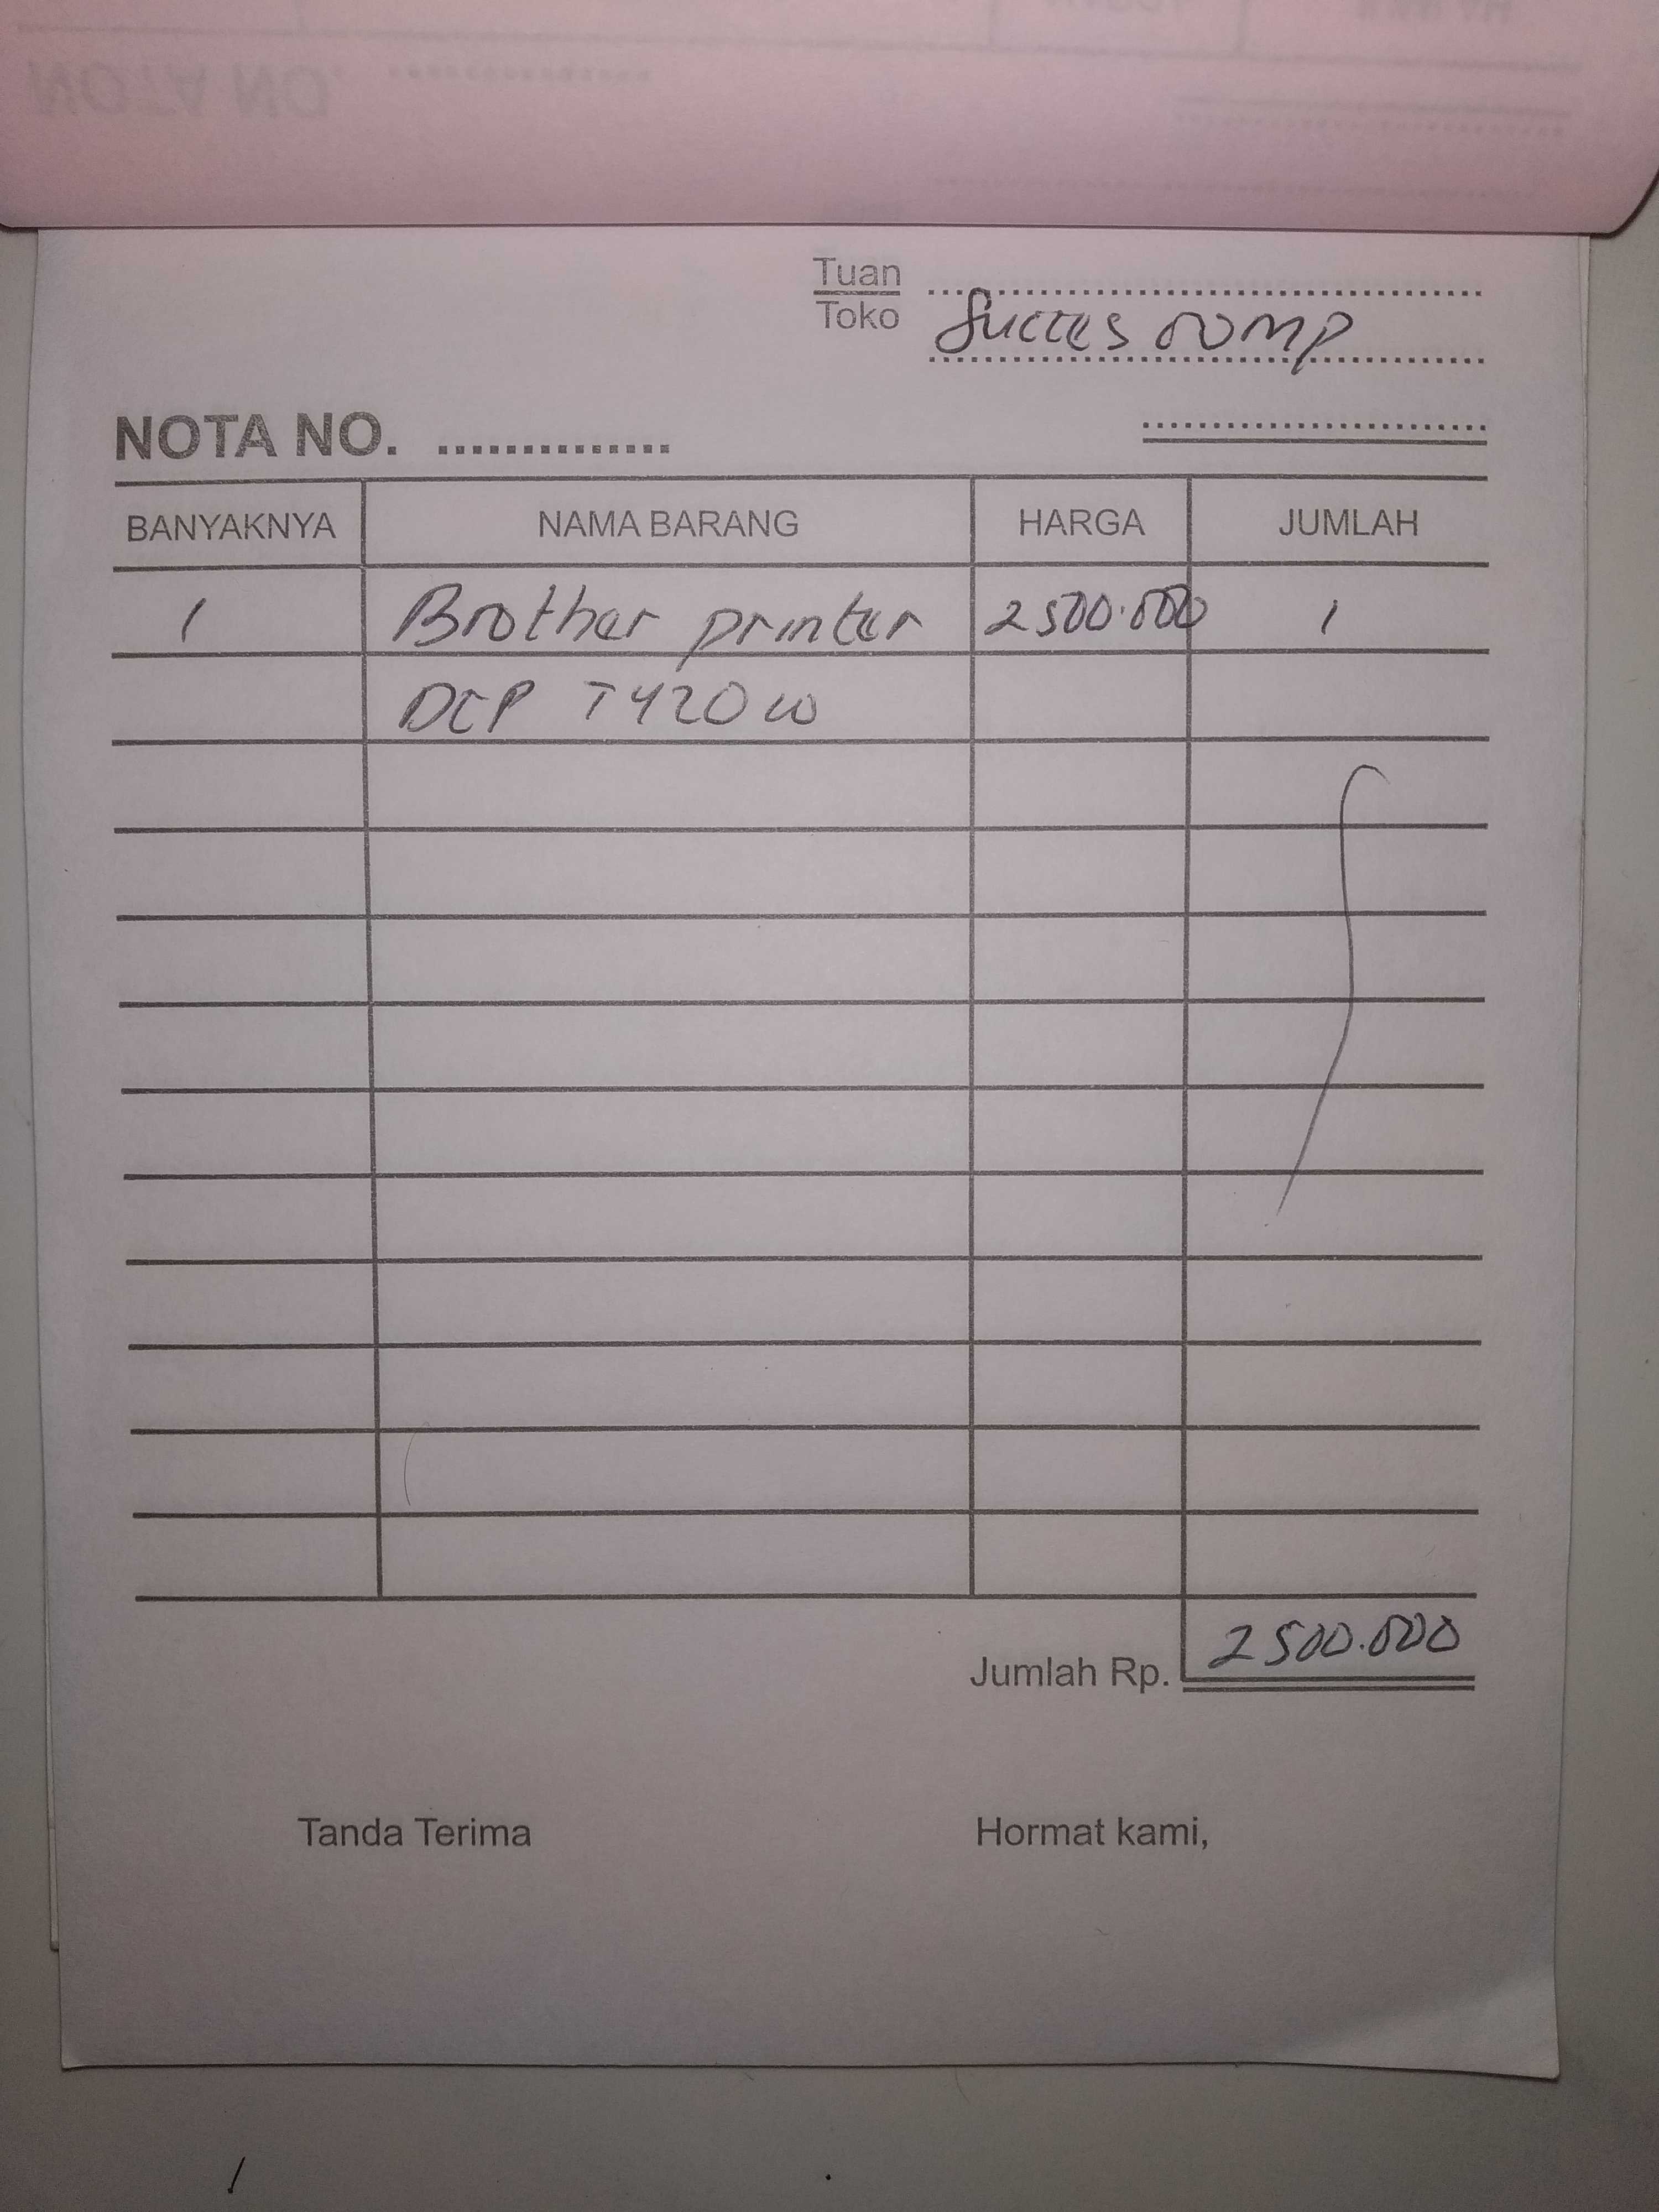 Tuan
Toko Succes comp
NOTA NO. ..............
BANYAKNYA NAMA BARANG HARGA JUMLAH
1 Brother printer 2500.000 1
DCP T420w
Jumlah Rp. 2500.000
Tanda Terima Hormat kami,